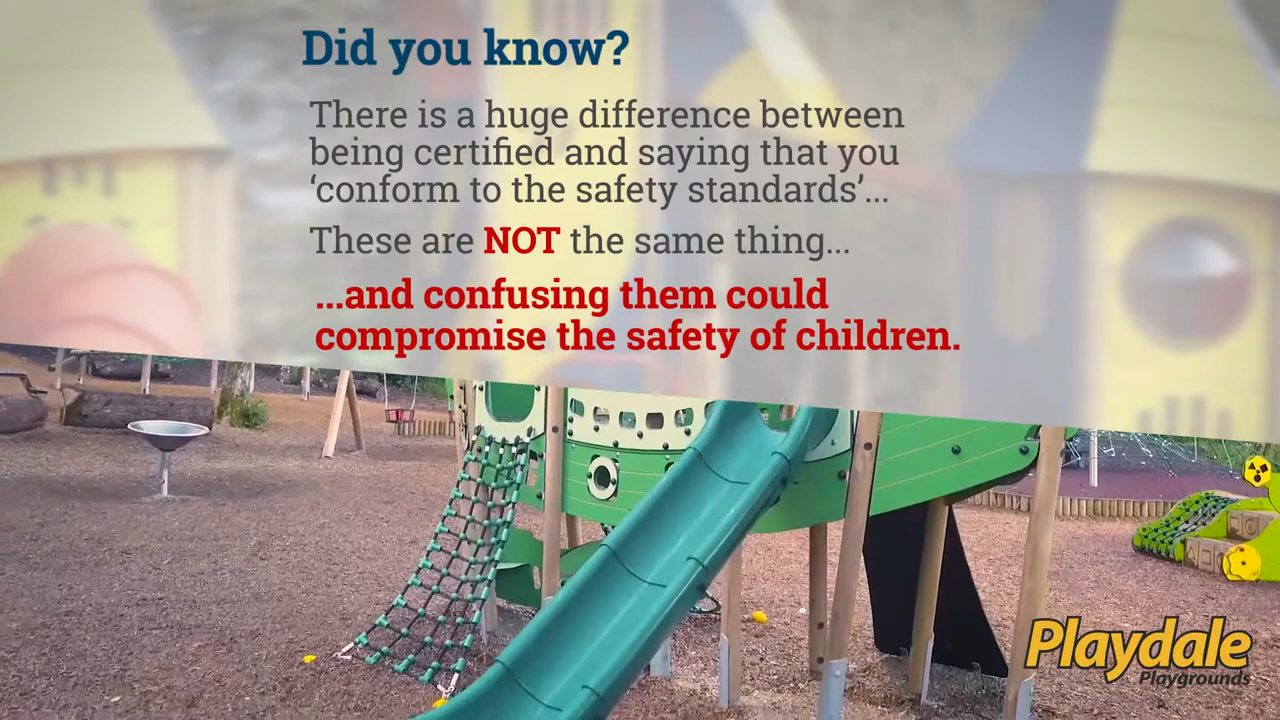 Did you know?
There is a huge difference between
being certified and saying that you
‘conform to the safety standards’...
These are NOT the same thing...
...and confusing them could
compromise the safety of children.
Playdale
Playgrounds